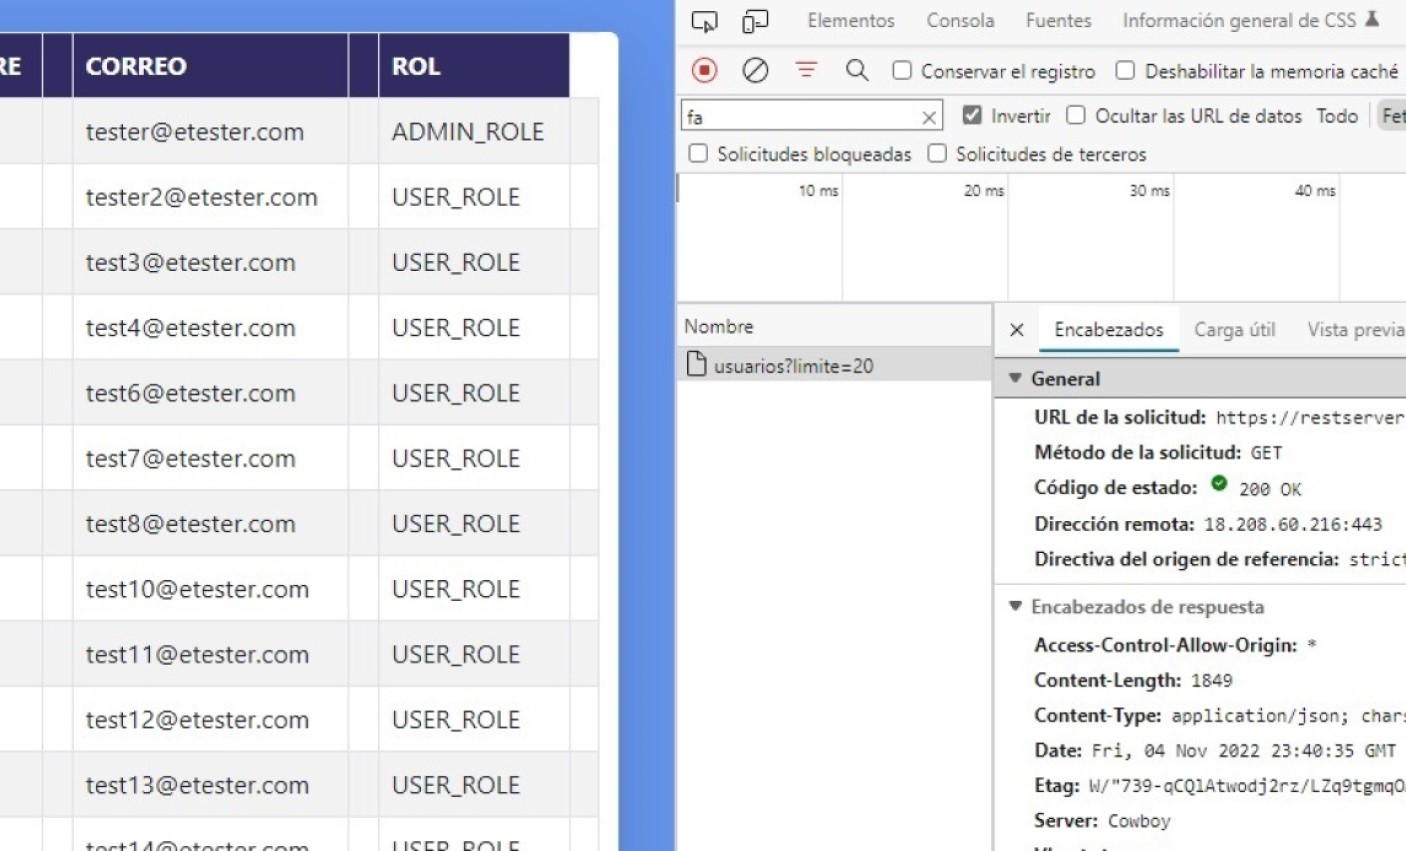 RE CORREO ROL
tester@etester.com ADMIN_ROLE
tester2@etester.com USER_ROLE
test3@etester.com USER_ROLE
test4@etester.com USER_ROLE
test6@etester.com USER_ROLE
test7@etester.com USER_ROLE
test8@etester.com USER_ROLE
test10@etester.com USER_ROLE
test11@etester.com USER_ROLE
test12@etester.com USER_ROLE
test13@etester.com USER_ROLE
test14@etester.com USER_ROLE
Elementos Consola Fuentes Información general de CSS
Conservar el registro Deshabilitar la memoria caché
fa Invertir Ocultar las URL de datos Todo Fet
Solicitudes bloqueadas Solicitudes de terceros
10 ms 20 ms 30 ms 40 ms
Nombre
usuarios?limite=20
Encabezados Carga útil Vista previa
General
URL de la solicitud: https://restserver
Método de la solicitud: GET
Código de estado: 200 OK
Dirección remota: 18.208.60.216:443
Directiva del origen de referencia: strict
Encabezados de respuesta
Access-Control-Allow-Origin: *
Content-Length: 1849
Content-Type: application/json; chars
Date: Fri, 04 Nov 2022 23:40:35 GMT
Etag: W/"739-qCQlAtwodj2rz/LZq9tgmqO
Server: Cowboy